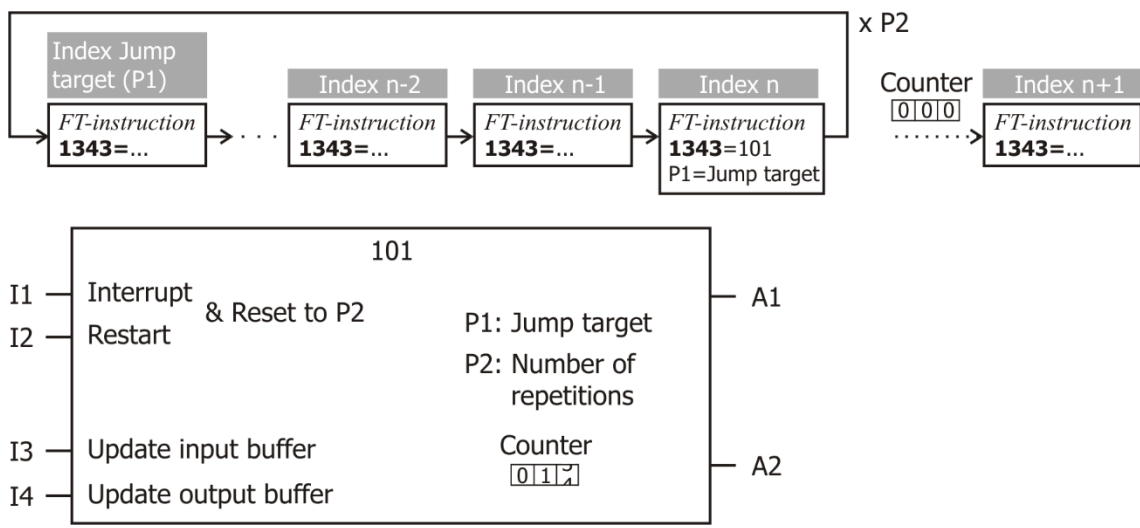 x P2
Index Jump
target (P1)
Index n-2
Index n-1
Index n
Counter
000
Index n+1
FT-instruction
1343=...
. . .
FT-instruction
1343=...
FT-instruction
1343=...
FT-instruction
1343=101
P1=Jump target
FT-instruction
1343=...
101
I1
Interrupt
& Reset to P2
I2
Restart
A1
P1: Jump target
P2: Number of
repetitions
I3
Update input buffer
Counter
01
A2
I4
Update output buffer